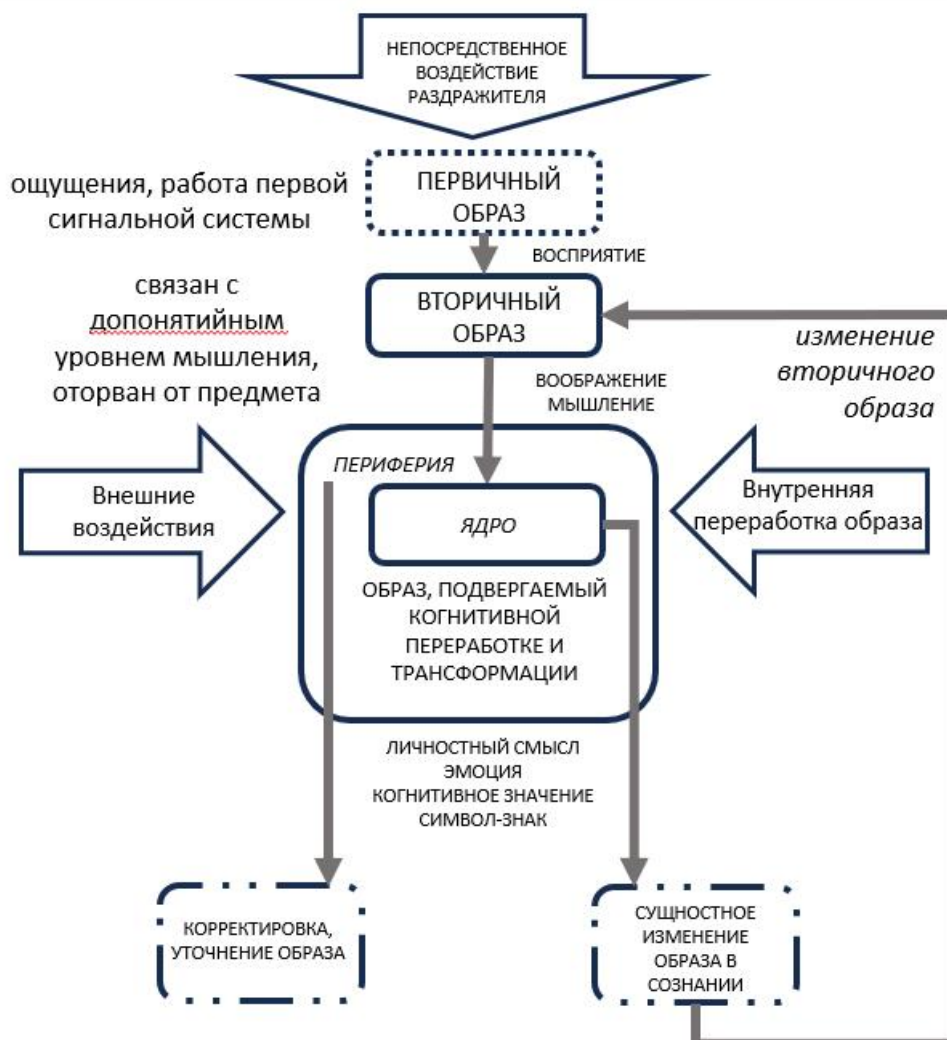 НЕПОСРЕДСТВЕННОЕ
ВОЗДЕЙСТВИЕ
РАЗДРАЖИТЕЛЯ
ощущения, работа первой
сигнальной системы
ПЕРВИЧНЫЙ
ОБРАЗ
ВОСПРИЯТИЕ
связан с
допонятийным
уровнем мышления,
оторван от предмета
ВТОРИЧНЫЙ
ОБРАЗ
изменение
вторичного
образа
ВООБРАЖЕНИЕ
МЫШЛЕНИЕ
Внешние
воздействия
ПЕРИФЕРИЯ
ЯДРО
ОБРАЗ, ПОДВЕРГАЕМЫЙ
КОГНИТИВНОЙ
ПЕРЕРАБОТКЕ И
ТРАНСФОРМАЦИИ
Внутренняя
переработка образа
ЛИЧНОСТНЫЙ СМЫСЛ
ЭМОЦИЯ
КОГНИТИВНОЕ ЗНАЧЕНИЕ
СИМВОЛ-ЗНАК
КОРРЕКТИРОВКА,
УТОЧНЕНИЕ ОБРАЗА
СУЩНОСТНОЕ
ИЗМЕНЕНИЕ
ОБРАЗА В
СОЗНАНИИ